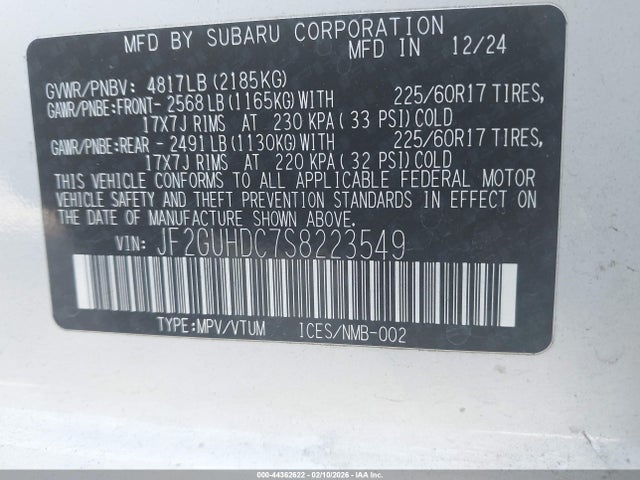 MFD BY SUBARU CORPORATION
MFD IN 12/24
GVWR/PNBV: 4817LB (2185KG)
GAWR/PNBE:FRONT- 2568 LB (1165KG) WITH 225/60R17 TIRES,
17X7J RIMS AT 230 KPA (33 PSI) COLD
GAWR/PNBE:REAR - 2491 LB (1130KG) WITH 225/60R17 TIRES,
17X7J RIMS AT 220 KPA (32 PSI) COLD
THIS VEHICLE CONFORMS TO ALL APPLICABLE FEDERAL MOTOR
VEHICLE SAFETY AND THEFT PREVENTION STANDARDS IN EFFECT ON
THE DATE OF MANUFACTURE SHOWN ABOVE.
VIN: JF2GUHDC7S8223549
TYPE:MPV/VTUM ICES/NMB-002
000-44362622 - 02/10/2026 - COPYRIGHT © IAA, INC.